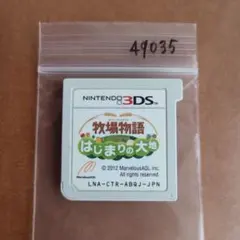 49035
NINTENDO 3DS
牧場物語
はじまりの大地
© 2012 MarvelousAQL Inc.
All rights reserved.
LNA-CTR-ABQJ-JPN